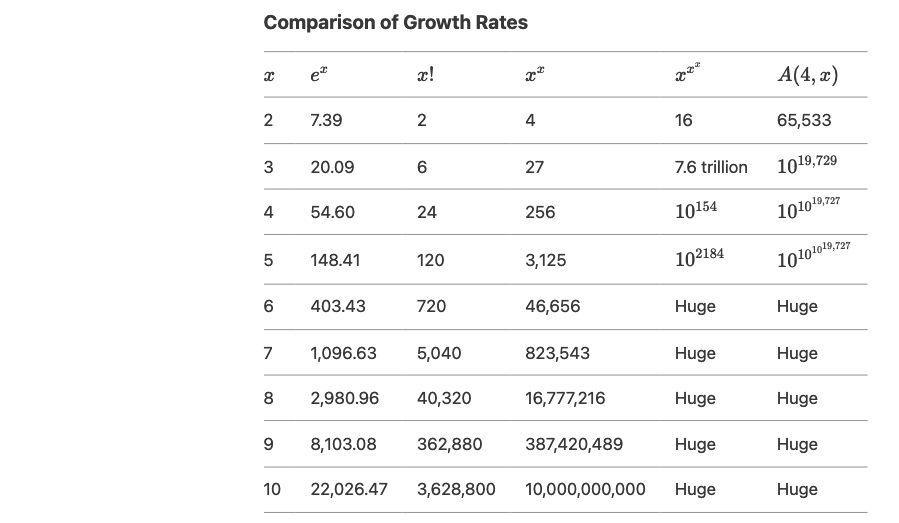 Comparison of Growth Rates
x e^x x! x^x x^x^x A(4, x)
2 7.39 2 4 16 65,533
3 20.09 6 27 7.6 trillion 10^19,729
4 54.60 24 256 10^154 10^10^19,727
5 148.41 120 3,125 10^2184 10^10^10^19,727
6 403.43 720 46,656 Huge Huge
7 1,096.63 5,040 823,543 Huge Huge
8 2,980.96 40,320 16,777,216 Huge Huge
9 8,103.08 362,880 387,420,489 Huge Huge
10 22,026.47 3,628,800 10,000,000,000 Huge Huge